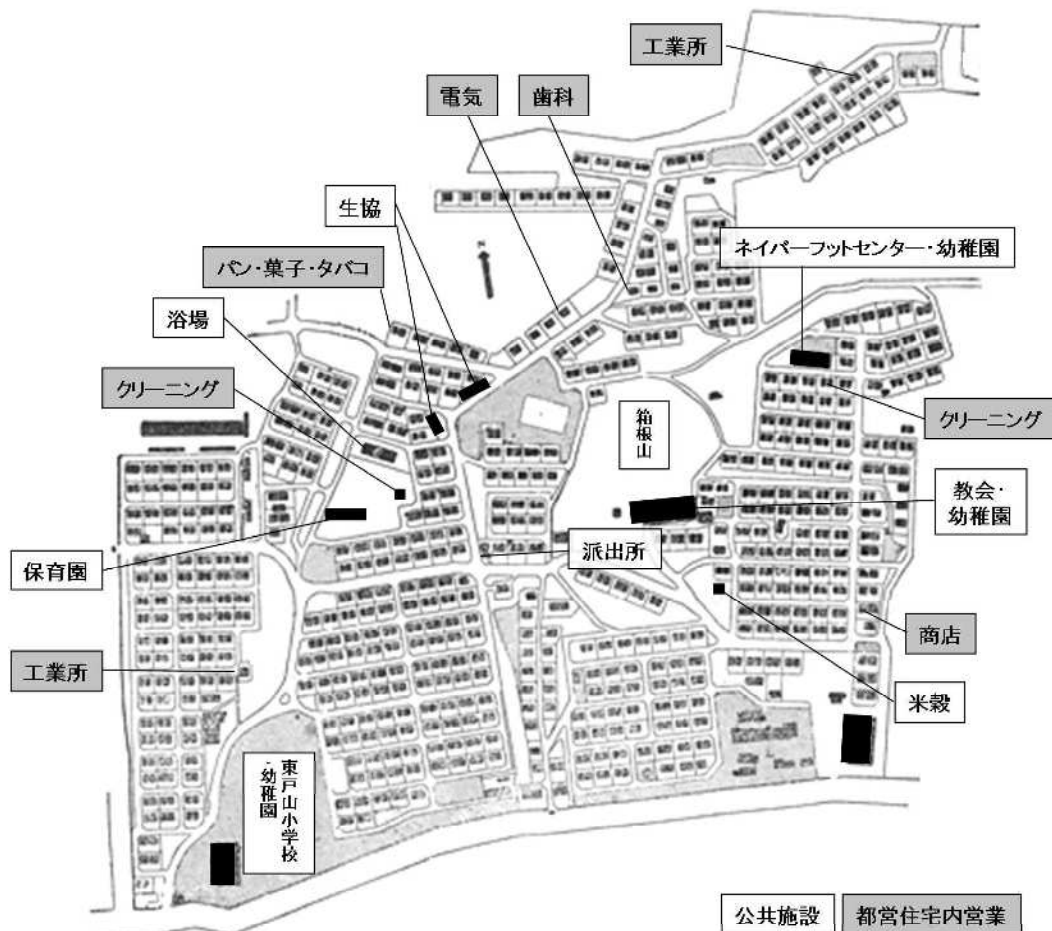 工業所
電気
歯科
生協
ネイバーフットセンター・幼稚園
パン・菓子・タバコ
浴場
クリーニング
クリーニング
箱根山
教会・
幼稚園
派出所
保育園
商店
工業所
米穀
東戸山小学校
・幼稚園
公共施設
都営住宅内営業